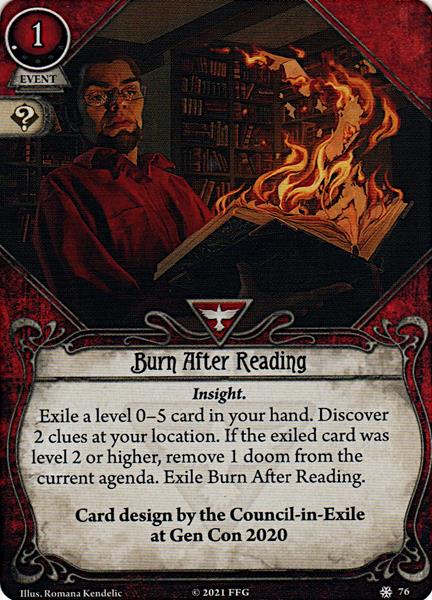 1
EVENT
?
Burn After Reading
Insight.
Exile a level 0–5 card in your hand. Discover
2 clues at your location. If the exiled card was
level 2 or higher, remove 1 doom from the
current agenda. Exile Burn After Reading.
Card design by the Council-in-Exile
at Gen Con 2020
Illus. Romana Kendelic © 2021 FFG 76